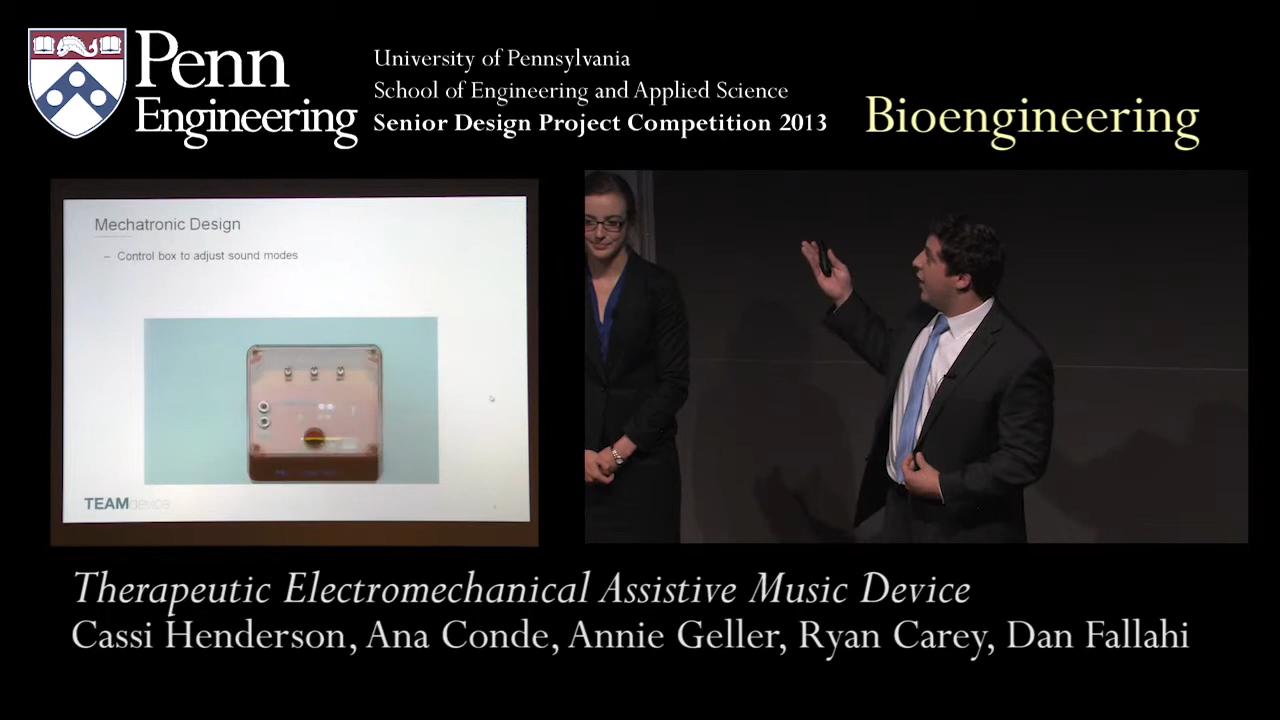 Penn
Engineering
University of Pennsylvania
School of Engineering and Applied Science
Senior Design Project Competition 2013
Bioengineering
Mechatronic Design
– Control box to adjust sound modes
TEAMdevice
Therapeutic Electromechanical Assistive Music Device
Cassi Henderson, Ana Conde, Annie Geller, Ryan Carey, Dan Fallahi